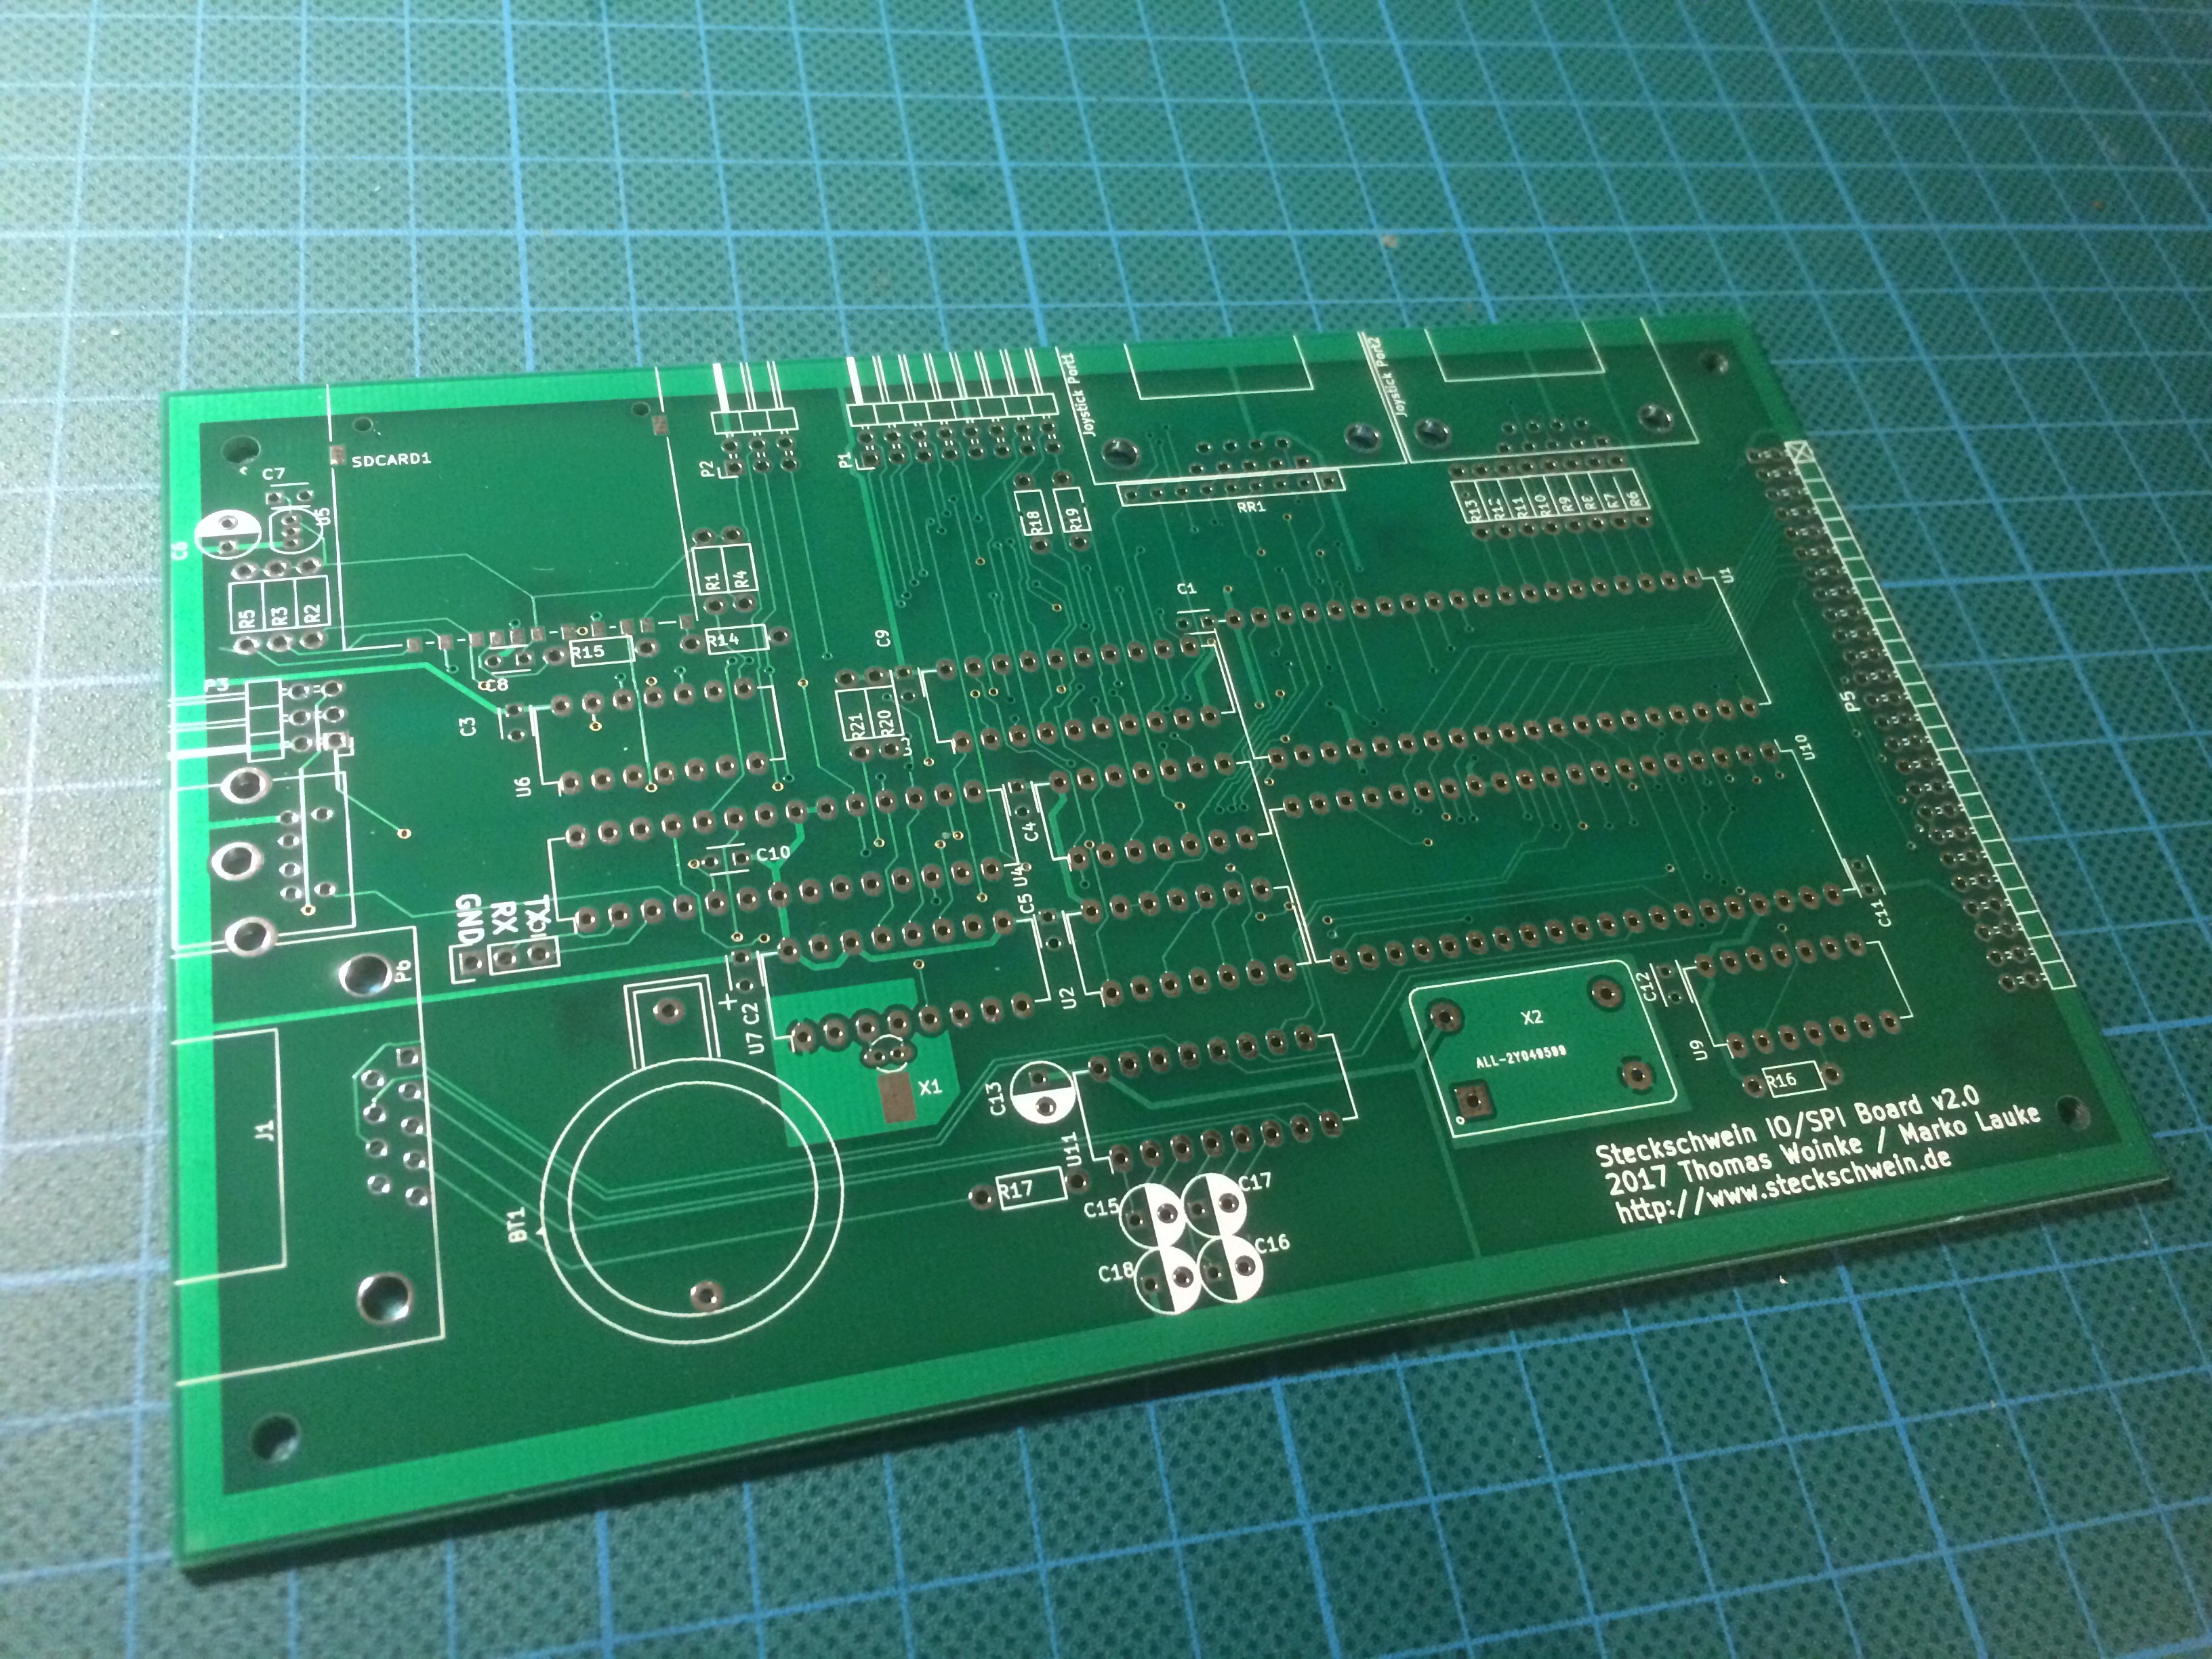 Joystick Port1
Joystick Port2
SDCARD1
C7
U5
C6
P2
P1
R18
R19
RR1
R13
R12
R11
R10
R9
R8
R7
R6
R5
R3
R2
R1
R4
C1
U1
R14
R15
C9
C8
P3
C3
R21
R20
P5
U6
U10
C4
C10
U4
C5
C11
GND
RX
TX
P6
U2
C12
X2
ALL-2Y049599
U9
+
C2
U7
X1
R16
C13
J1
U11
R17
BT1
C15
C17
C18
C16
Steckschwein IO/SPI Board v2.0
2017 Thomas Woinke / Marko Lauke
http://www.steckschwein.de